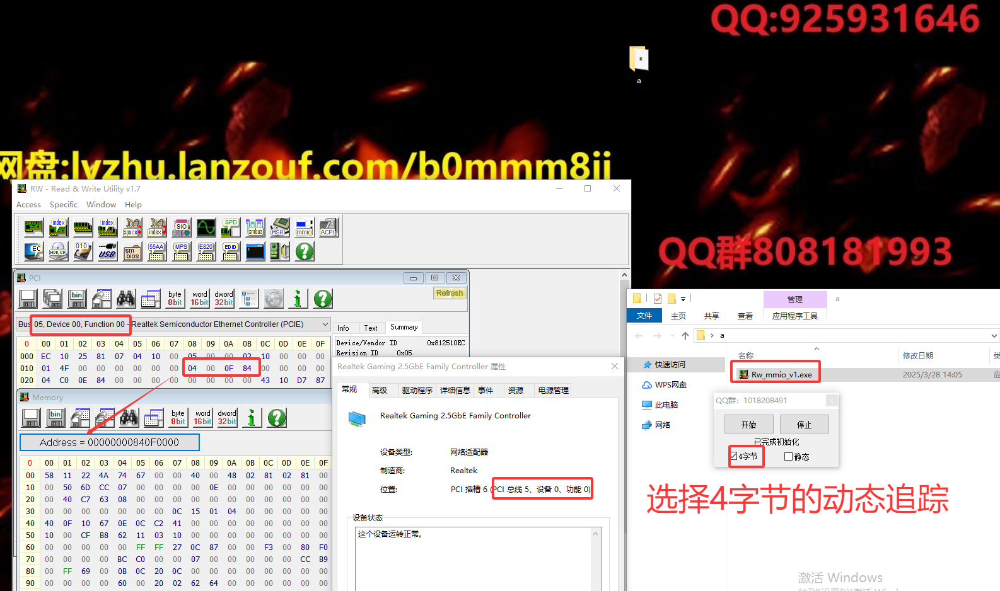 QQ:925931646
a
网盘:lyzhu.lanzouf.com/b0mmm8ij
QQ群808181993
RW - Read & Write Utility v1.7
Access Specific Window Help
index index space index SIO SPD smbus MSR mmio ACPI
EC HDD,CD 010 USB sm bios 55AA MPS E820 EDID
PCI
bin byte 8bit word 16bit dword 32bit
Refresh
Bus 05, Device 00, Function 00 - Realtek Semiconductor Ethernet Controller (PCIE)
Info Text Summary
Device/Vendor ID 0x812510EC
Revision ID 0x05
0 00 01 02 03 04 05 06 07 08 09 0A 0B 0C 0D 0E 0F
000 EC 10 25 81 07 04 10 00 05 00 00 02 10 00 00 00
010 01 4F 00 00 00 00 00 00 04 00 0F 84 00 00 00 00
020 04 C0 0E 84 00 00 00 00 00 00 00 00 43 10 D7 87
Memory
bin byte 8bit word 16bit dword 32bit
Address = 00000000840F0000
0 00 01 02 03 04 05 06 07 08 09 0A 0B 0C 0D 0E 0F
00 58 11 22 4A 74 67 00 00 40 00 48 02 81 02 81 00
10 00 50 6D CC 07 00 00 00 00 0E 00 00 00 00 00 00
20 00 40 C7 63 08 00 00 00 00 00 00 00 00 00 00 00
30 00 00 00 00 00 00 00 0C 15 01 04 00 00 00 00 00
40 40 0F 10 67 0E 0C C2 41 00 00 00 00 00 00 00 00
50 10 00 CF B8 62 11 03 10 00 00 00 00 00 00 00 00
60 00 00 00 00 00 FF FF 27 0C 87 00 00 F3 00 80 F0
70 00 00 00 00 BC C0 00 00 07 00 00 00 00 00 CC B9
80 00 FF 69 00 0B 0C 20 0C 00 00 00 00 00 00 00 00
90 00 00 00 00 60 00 20 02 62 64 00 00 00 00 00 00
Realtek Gaming 2.5GbE Family Controller 属性
常规 高级 驱动程序 详细信息 事件 资源 电源管理
Realtek Gaming 2.5GbE Family Controller
设备类型: 网络适配器
制造商: Realtek
位置: PCI 插槽 6 (PCI 总线 5、设备 0、功能 0)
设备状态
这个设备运转正常。
管理 a
文件 主页 共享 查看 应用程序工具
a
名称 修改日期
快速访问
Rw_mmio_v1.exe 2025/3/28 14:05
WPS网盘
此电脑
网络
QQ群：1018208491
开始 停止
已完成初始化
4字节 静态
选择4字节的动态追踪
激活 Windows